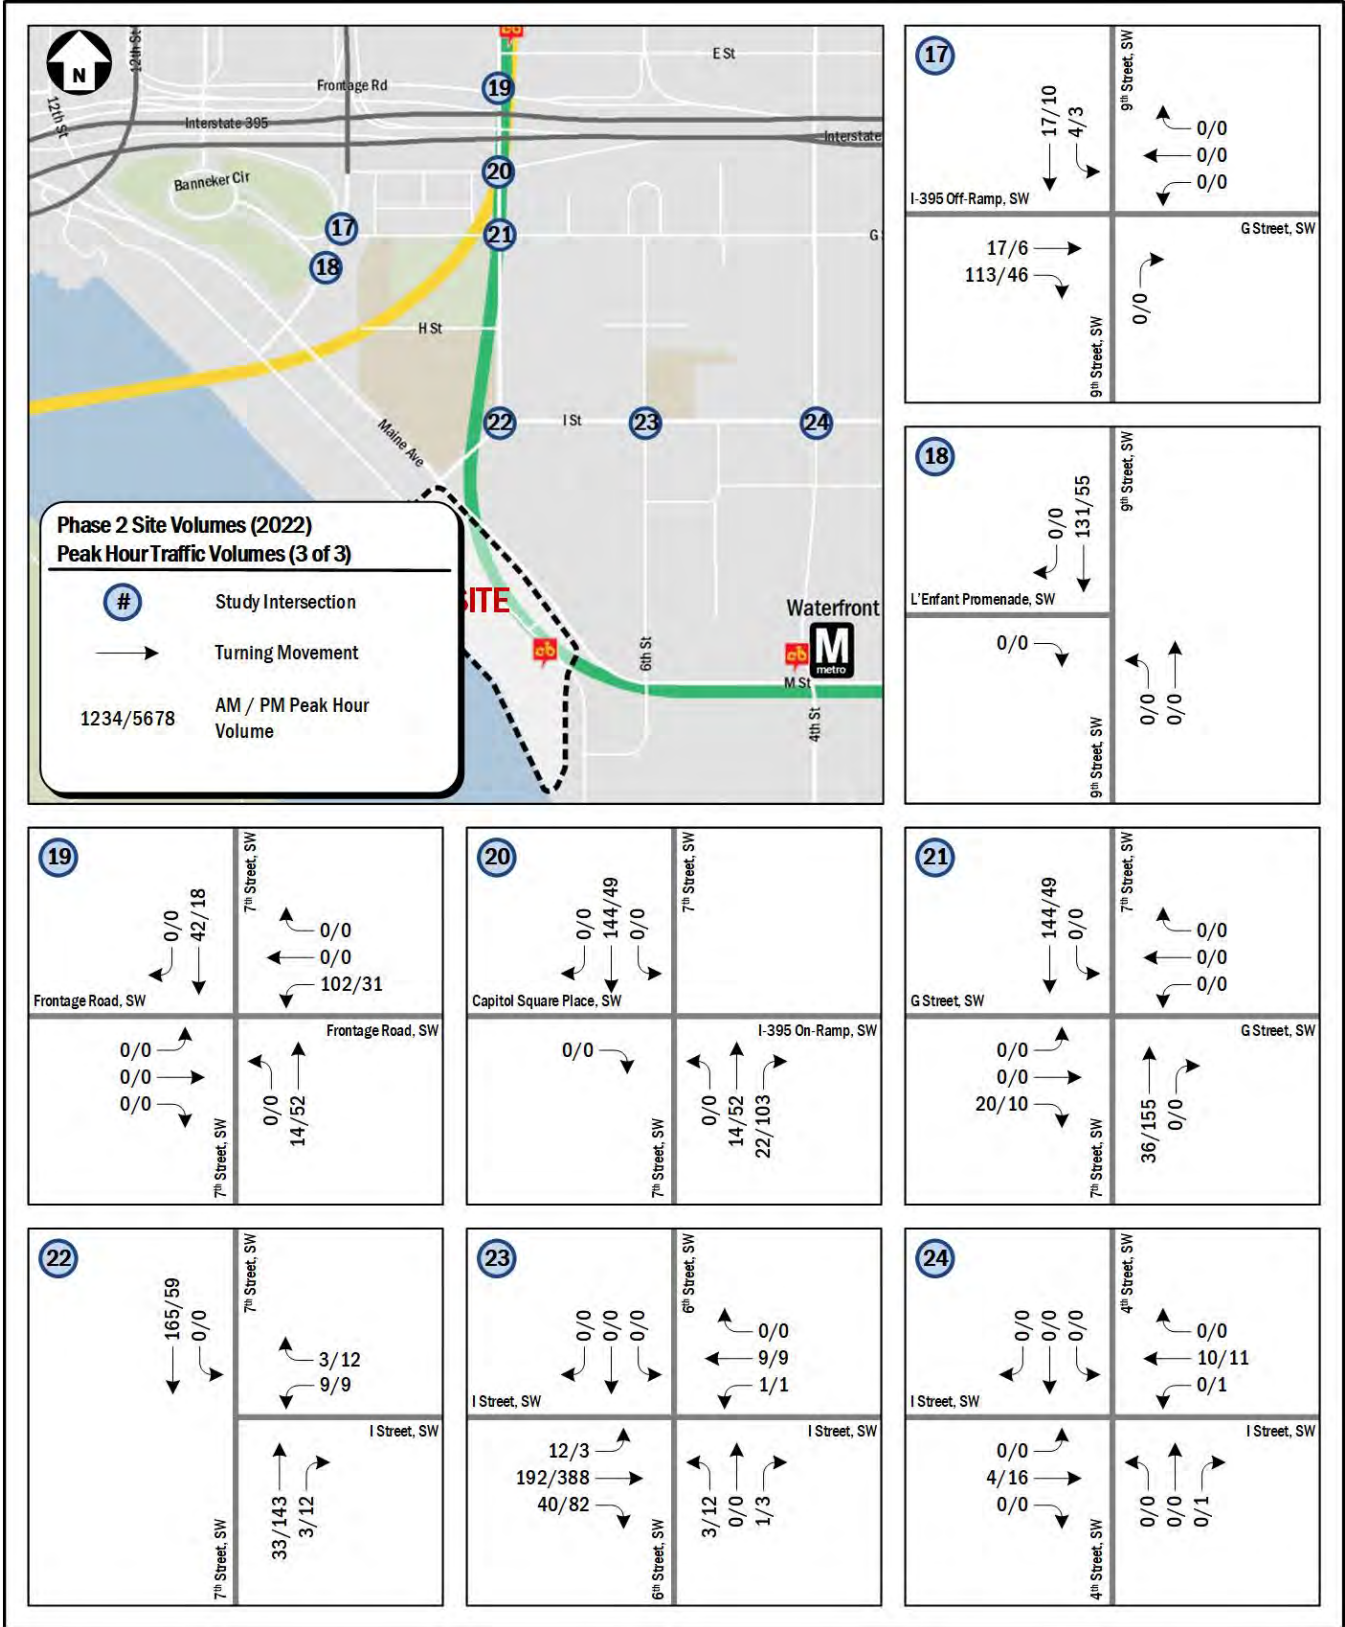 N
12th St
12th St
Frontage Rd
E St
19
Interstate 395
Interstate
20
Banneker Cir
17
21
G
18
H St
22
I St
23
24
Maine Ave
Phase 2 Site Volumes (2022)
Peak Hour Traffic Volumes (3 of 3)
# Study Intersection
Turning Movement
1234/5678 AM / PM Peak Hour
Volume
SITE
cb
cb
cb
Waterfront
M
metro
6th St
M St
4th St
17
9th Street, SW
17/10
4/3
0/0
0/0
0/0
I-395 Off-Ramp, SW
G Street, SW
17/6
113/46
0/0
9th Street, SW
18
9th Street, SW
0/0
131/55
L'Enfant Promenade, SW
0/0
0/0
0/0
9th Street, SW
19
7th Street, SW
0/0
42/18
0/0
0/0
102/31
Frontage Road, SW
Frontage Road, SW
0/0
0/0
0/0
0/0
14/52
7th Street, SW
20
7th Street, SW
0/0
144/49
0/0
Capitol Square Place, SW
I-395 On-Ramp, SW
0/0
0/0
14/52
22/103
7th Street, SW
21
7th Street, SW
144/49
0/0
0/0
0/0
0/0
G Street, SW
G Street, SW
0/0
0/0
20/10
36/155
0/0
7th Street, SW
22
7th Street, SW
165/59
0/0
3/12
9/9
I Street, SW
33/143
3/12
7th Street, SW
23
6th Street, SW
0/0
0/0
0/0
0/0
9/9
1/1
I Street, SW
I Street, SW
12/3
192/388
40/82
3/12
0/0
1/3
6th Street, SW
24
4th Street, SW
0/0
0/0
0/0
0/0
10/11
0/1
I Street, SW
I Street, SW
0/0
4/16
0/0
0/0
0/0
0/1
4th Street, SW